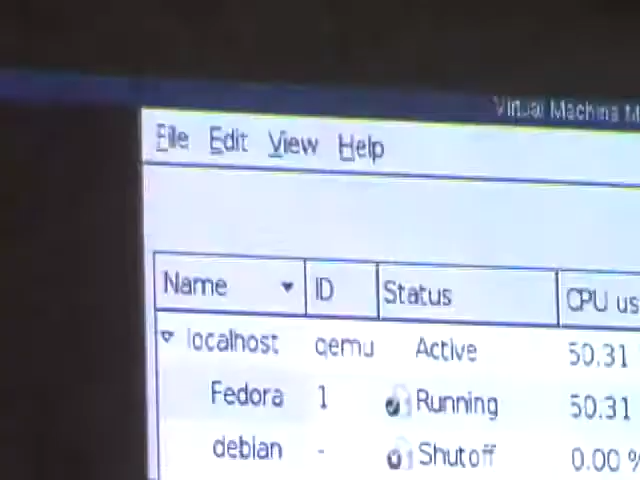 Virtual Machine M
File Edit View Help
Name ID Status CPU us
localhost qemu Active 50.31
Fedora 1 Running 50.31
debian - Shutoff 0.00 %